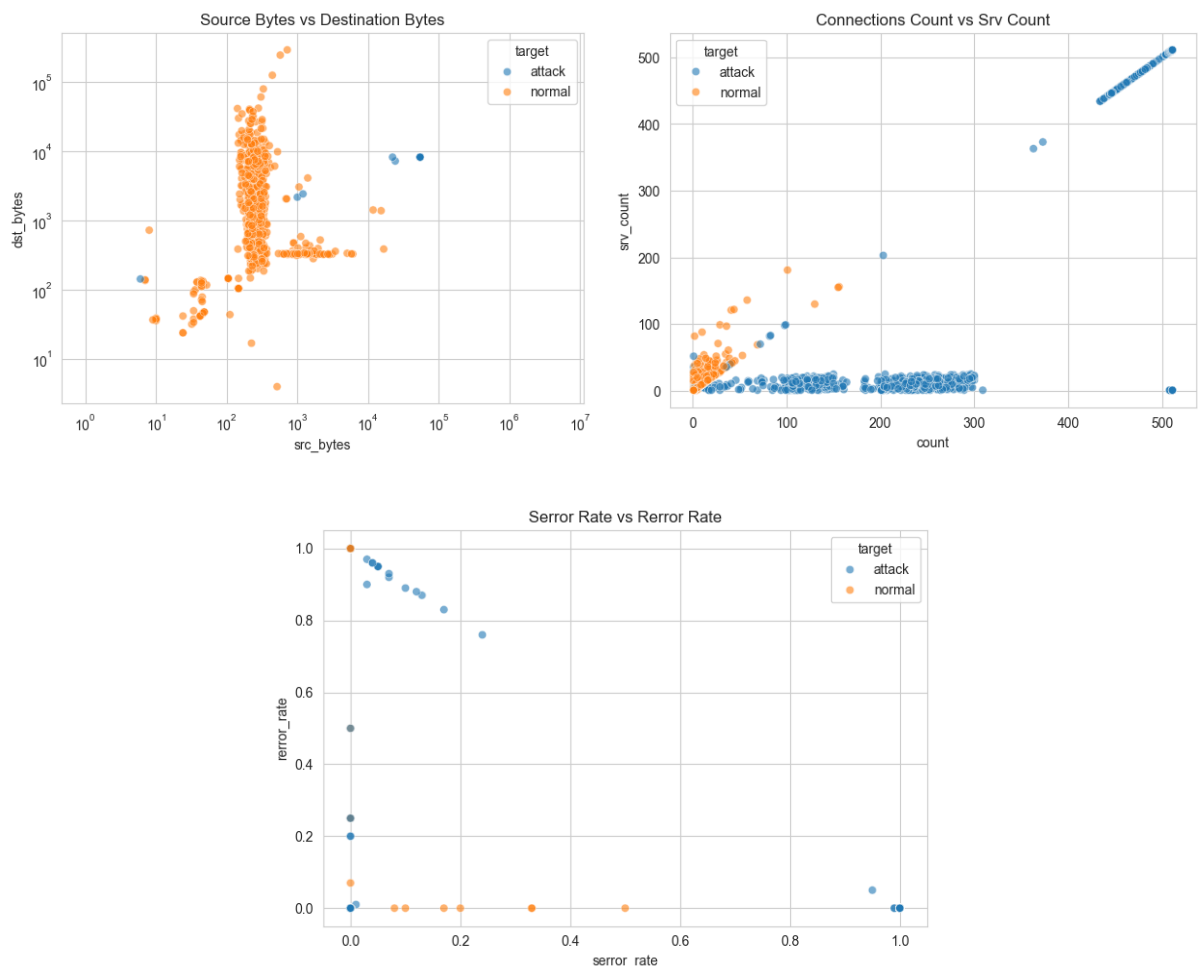 Source Bytes vs Destination Bytes
target
attack
normal
dst_bytes
10^5
10^4
10^3
10^2
10^1
10^0 10^1 10^2 10^3 10^4 10^5 10^6 10^7
src_bytes
Connections Count vs Srv Count
target
attack
normal
srv_count
500
400
300
200
100
0
0 100 200 300 400 500
count
Serror Rate vs Rerror Rate
target
attack
normal
rerror_rate
1.0
0.8
0.6
0.4
0.2
0.0
0.0 0.2 0.4 0.6 0.8 1.0
serror_rate